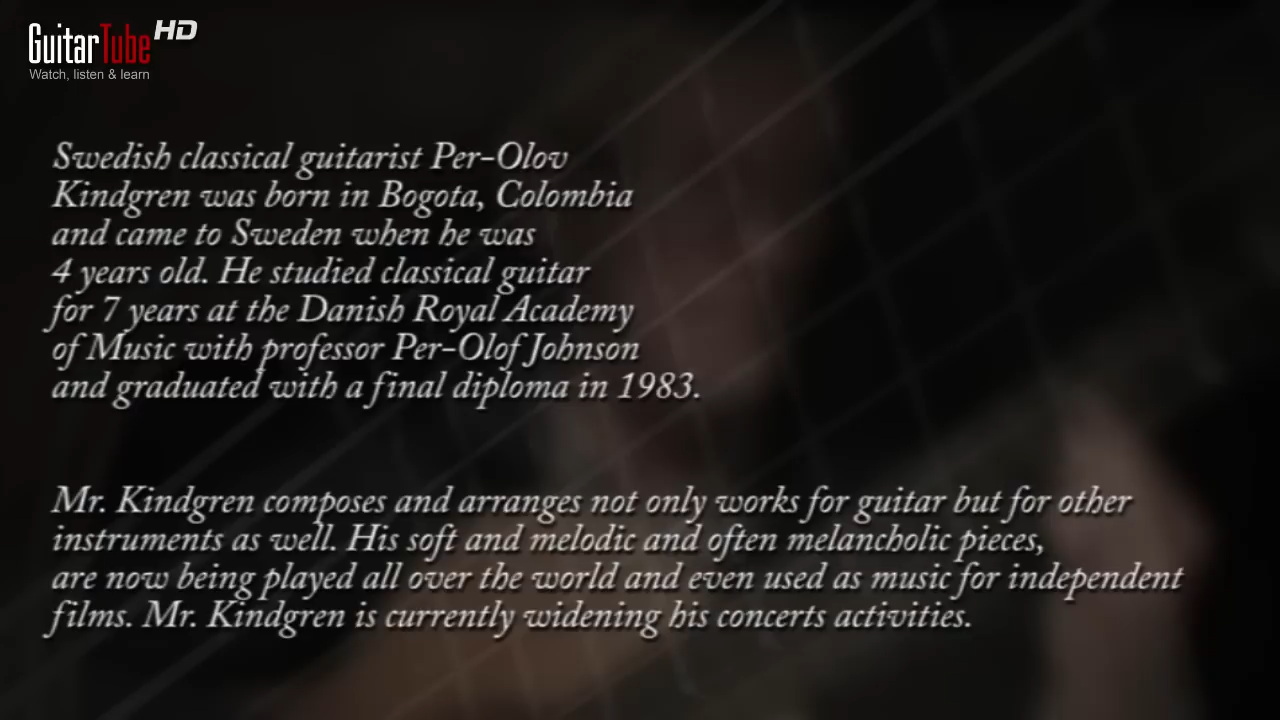 GuitarTube HD
Watch, listen & learn
Swedish classical guitarist Per-Olov
Kindgren was born in Bogota, Colombia
and came to Sweden when he was
4 years old. He studied classical guitar
for 7 years at the Danish Royal Academy
of Music with professor Per-Olof Johnson
and graduated with a final diploma in 1983.
Mr. Kindgren composes and arranges not only works for guitar but for other
instruments as well. His soft and melodic and often melancholic pieces,
are now being played all over the world and even used as music for independent
films. Mr. Kindgren is currently widening his concerts activities.